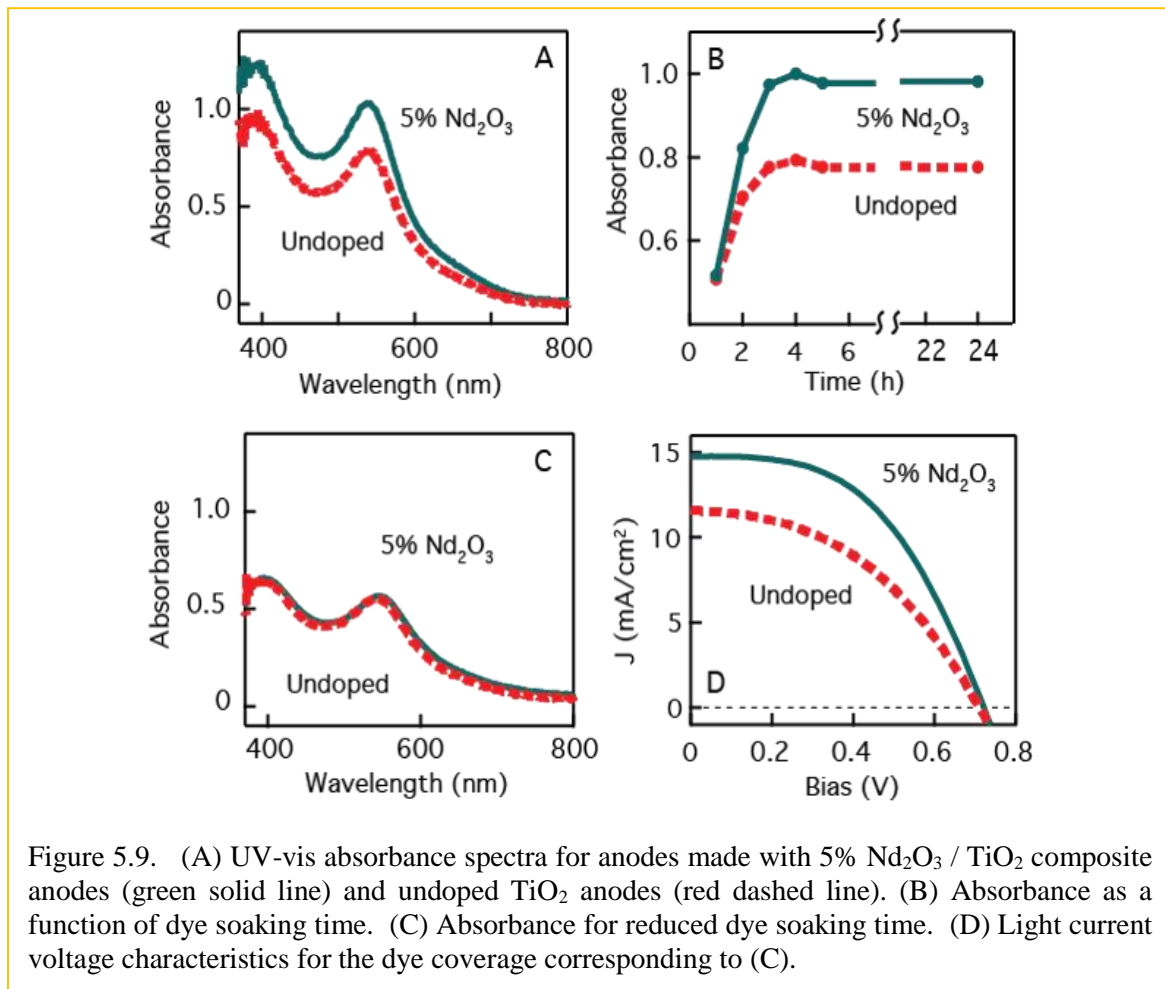 A
5% Nd₂O₃
Undoped
Absorbance
1.0
0.5
0
400
600
800
Wavelength (nm)
B
5% Nd₂O₃
Undoped
Absorbance
1.0
0.8
0.6
0
2
4
6
22
24
Time (h)
C
5% Nd₂O₃
Undoped
Absorbance
1.0
0.5
0
400
600
800
Wavelength (nm)
5% Nd₂O₃
Undoped
D
J (mA/cm²)
15
10
5
0
0
0.2
0.4
0.6
0.8
Bias (V)
Figure 5.9. (A) UV-vis absorbance spectra for anodes made with 5% Nd₂O₃ / TiO₂ composite
anodes (green solid line) and undoped TiO₂ anodes (red dashed line). (B) Absorbance as a
function of dye soaking time. (C) Absorbance for reduced dye soaking time. (D) Light current
voltage characteristics for the dye coverage corresponding to (C).